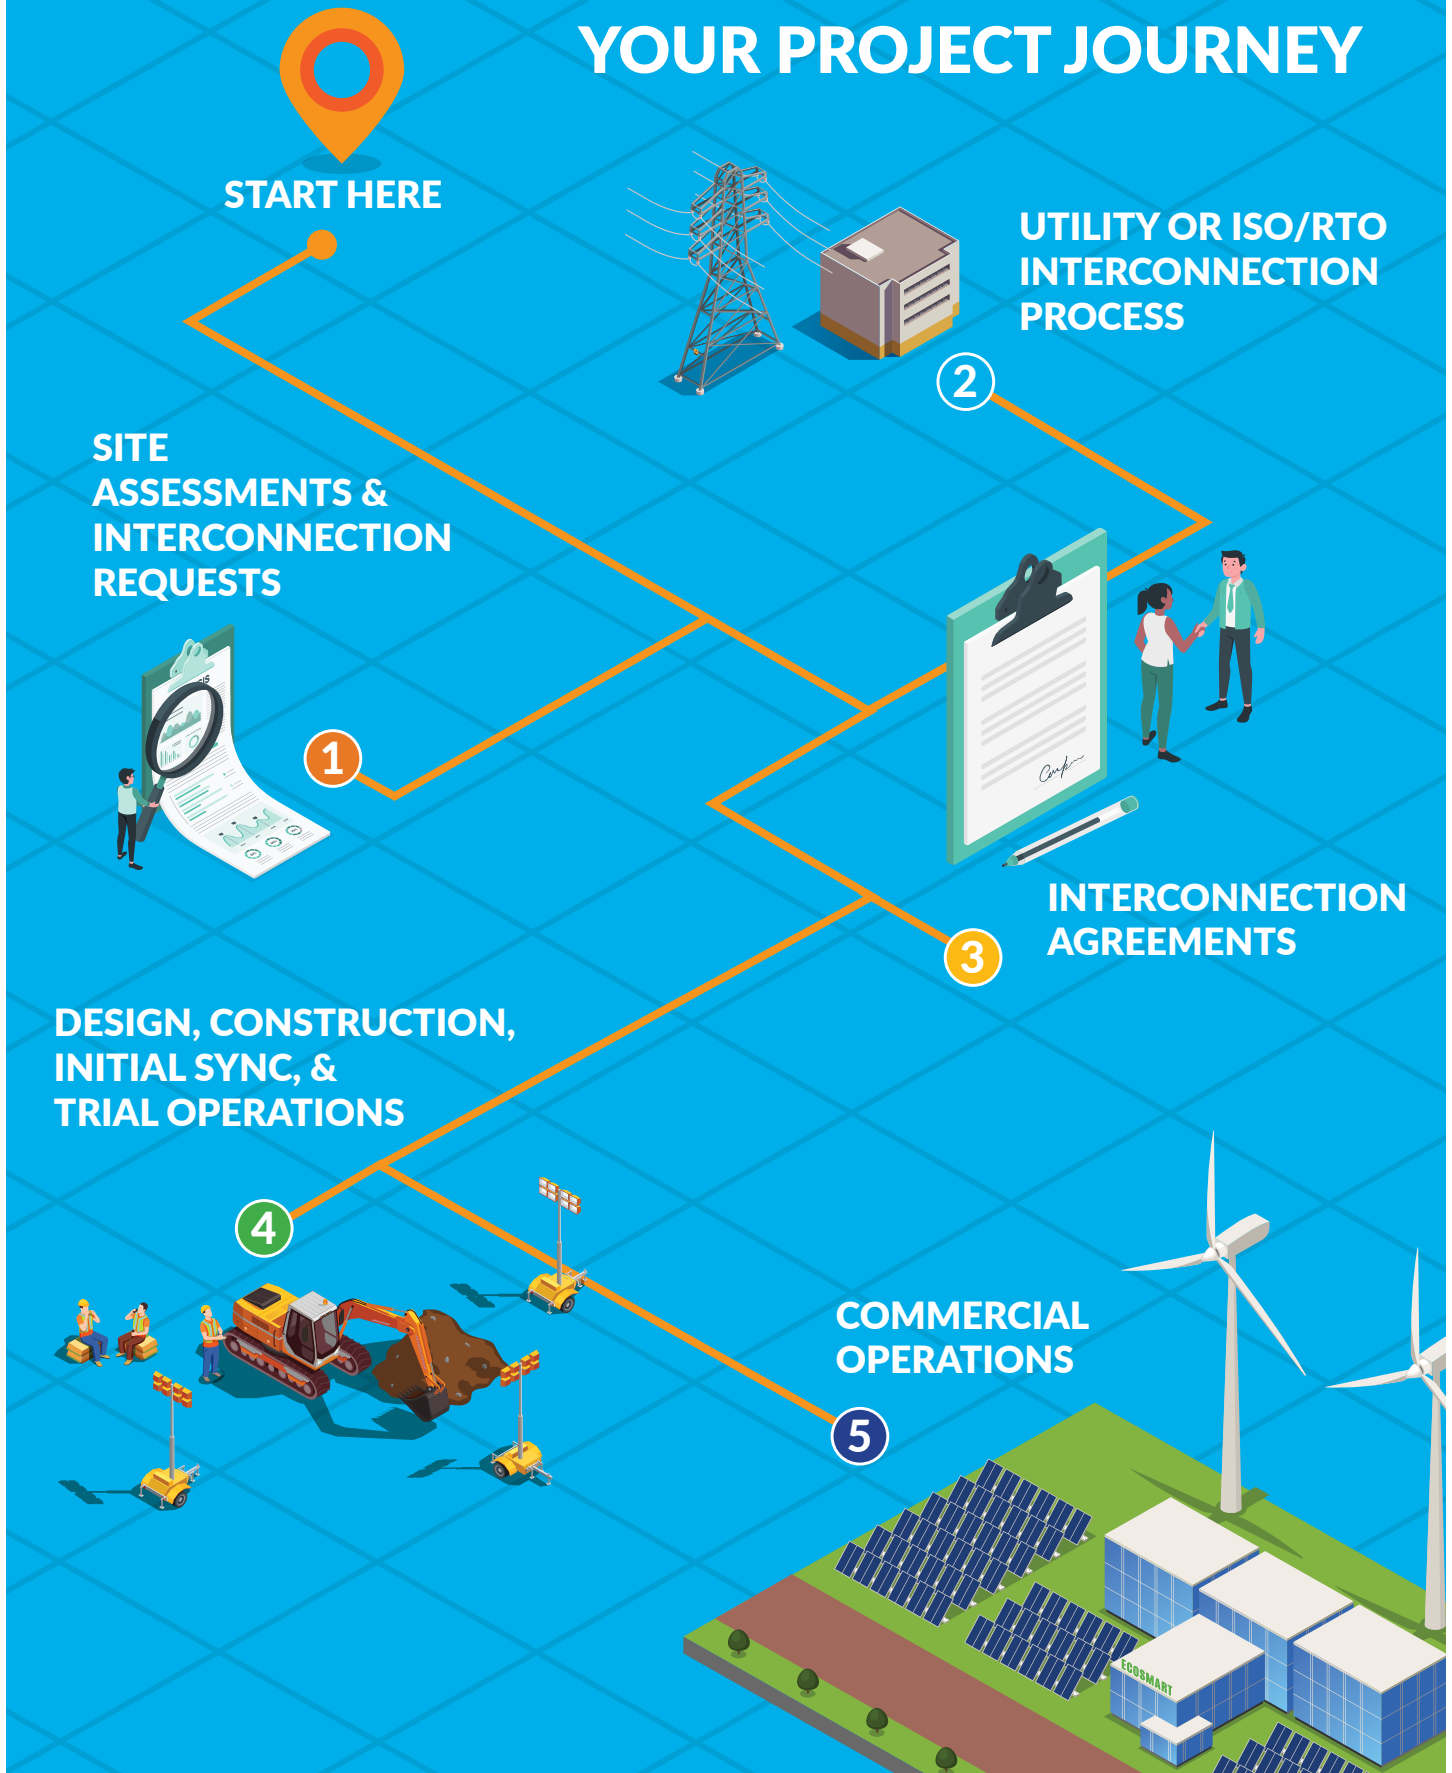 YOUR PROJECT JOURNEY
START HERE
UTILITY OR ISO/RTO
INTERCONNECTION
PROCESS
2
SITE
ASSESSMENTS &
INTERCONNECTION
REQUESTS
1
INTERCONNECTION
AGREEMENTS
3
DESIGN, CONSTRUCTION,
INITIAL SYNC, &
TRIAL OPERATIONS
4
COMMERCIAL
OPERATIONS
5
ECOSMART